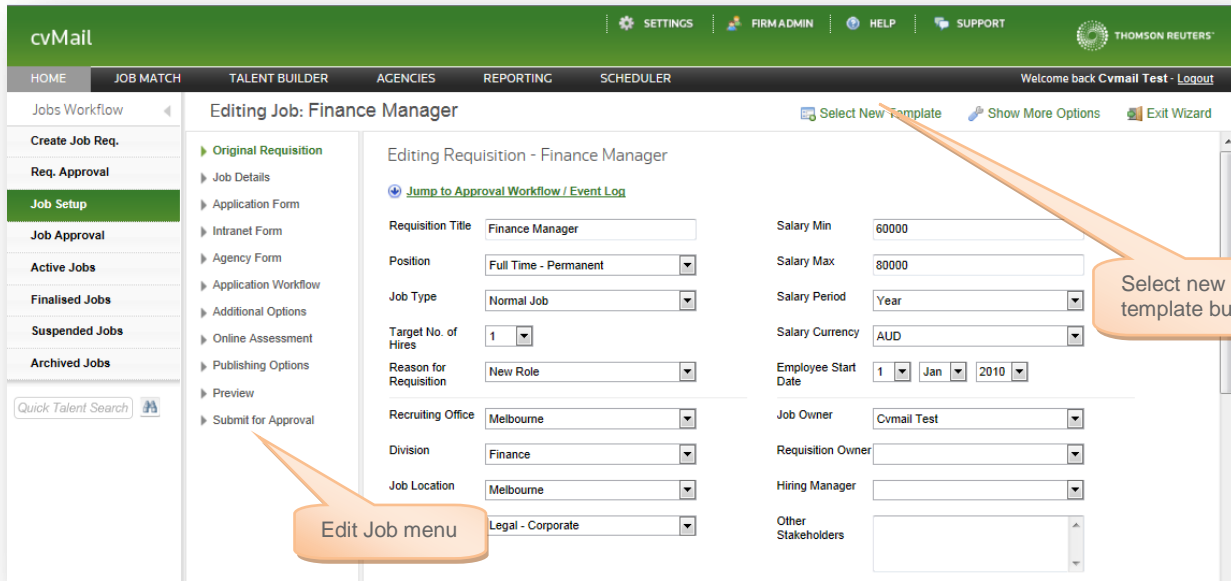 cvMail
SETTINGS
FIRM ADMIN
HELP
SUPPORT
THOMSON REUTERS
HOME
JOB MATCH
TALENT BUILDER
AGENCIES
REPORTING
SCHEDULER
Welcome back Cvmail Test - Logout
Jobs Workflow
Create Job Req.
Req. Approval
Job Setup
Job Approval
Active Jobs
Finalised Jobs
Suspended Jobs
Archived Jobs
Quick Talent Search
Editing Job: Finance Manager
Select New Template
Show More Options
Exit Wizard
Original Requisition
Job Details
Application Form
Intranet Form
Agency Form
Application Workflow
Additional Options
Online Assessment
Publishing Options
Preview
Submit for Approval
Editing Requisition - Finance Manager
Jump to Approval Workflow / Event Log
Requisition Title Finance Manager
Position Full Time - Permanent
Job Type Normal Job
Target No. of
Hires 1
Reason for
Requisition New Role
Recruiting Office Melbourne
Division Finance
Job Location Melbourne
Legal - Corporate
Salary Min 60000
Salary Max 80000
Salary Period Year
Salary Currency AUD
Employee Start
Date 1 Jan 2010
Job Owner Cvmail Test
Requisition Owner
Hiring Manager
Other
Stakeholders
Select new
template bu
Edit Job menu